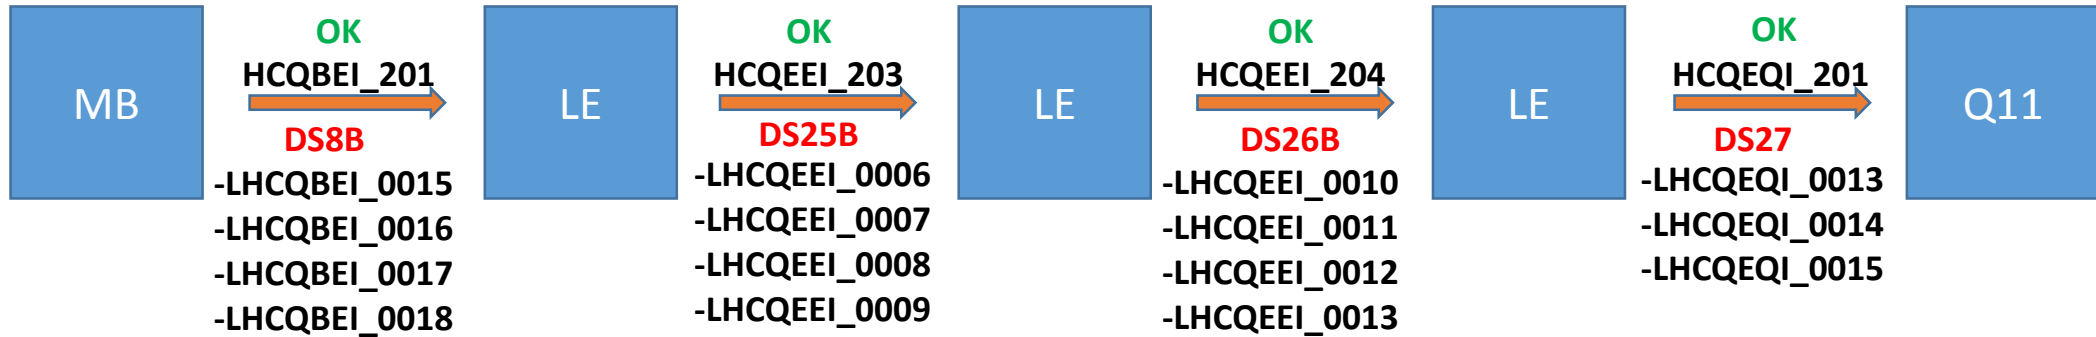 MB
OK
HCQBEI_201
DS8B
-LHCQBEI_0015
-LHCQBEI_0016
-LHCQBEI_0017
-LHCQBEI_0018
LE
OK
HCQEEI_203
DS25B
-LHCQEEI_0006
-LHCQEEI_0007
-LHCQEEI_0008
-LHCQEEI_0009
LE
OK
HCQEEI_204
DS26B
-LHCQEEI_0010
-LHCQEEI_0011
-LHCQEEI_0012
-LHCQEEI_0013
LE
OK
HCQEQI_201
DS27
-LHCQEQI_0013
-LHCQEQI_0014
-LHCQEQI_0015
Q11